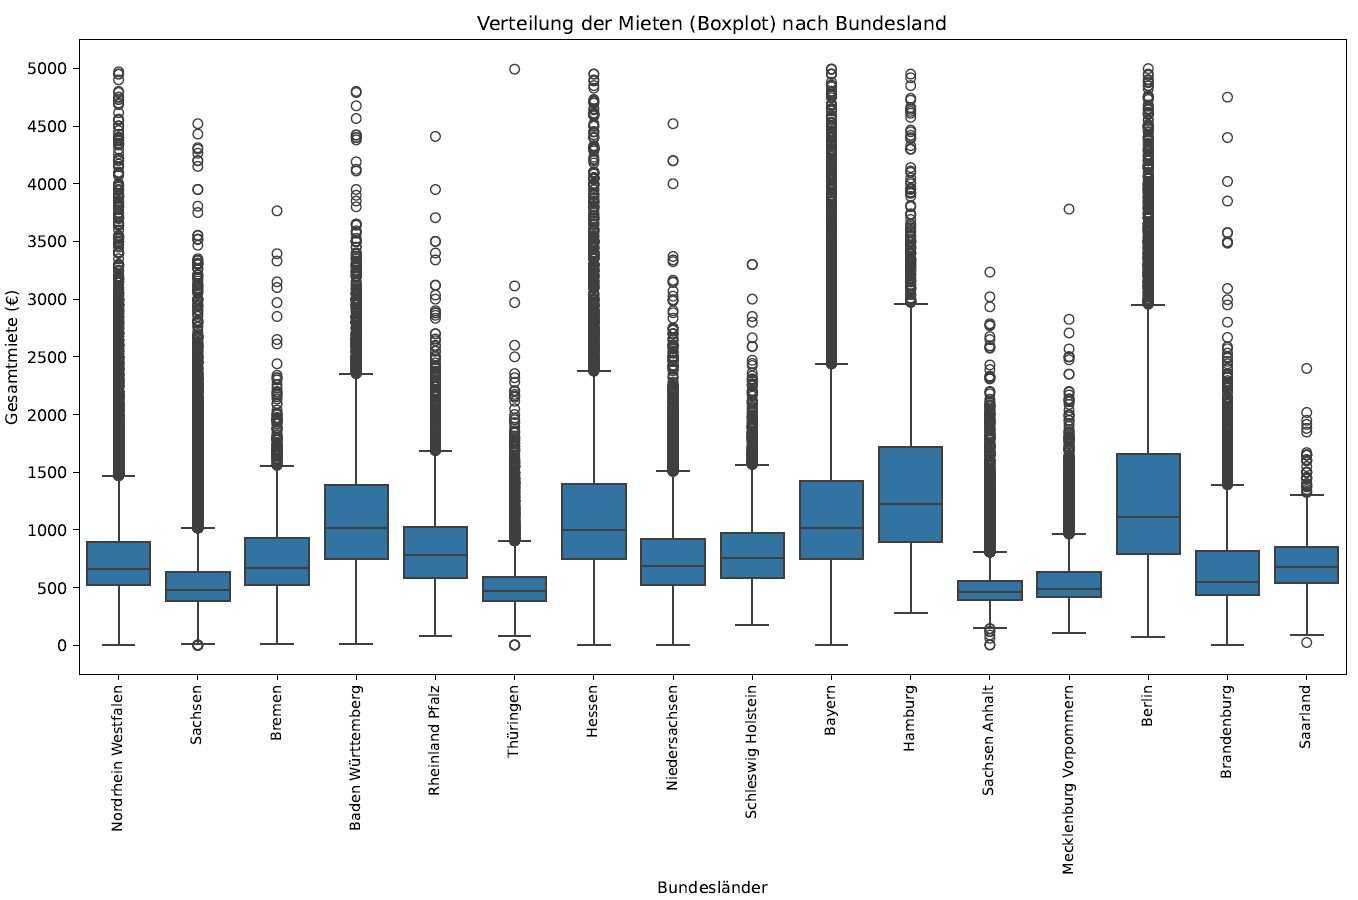 Verteilung der Mieten (Boxplot) nach Bundesland
Gesamtmiete (€)
5000
4500
4000
3500
3000
2500
2000
1500
1000
500
0
Nordrhein Westfalen
Sachsen
Bremen
Baden Württemberg
Rheinland Pfalz
Thüringen
Hessen
Niedersachsen
Schleswig Holstein
Bayern
Hamburg
Sachsen Anhalt
Mecklenburg Vorpommern
Berlin
Brandenburg
Saarland
Bundesländer